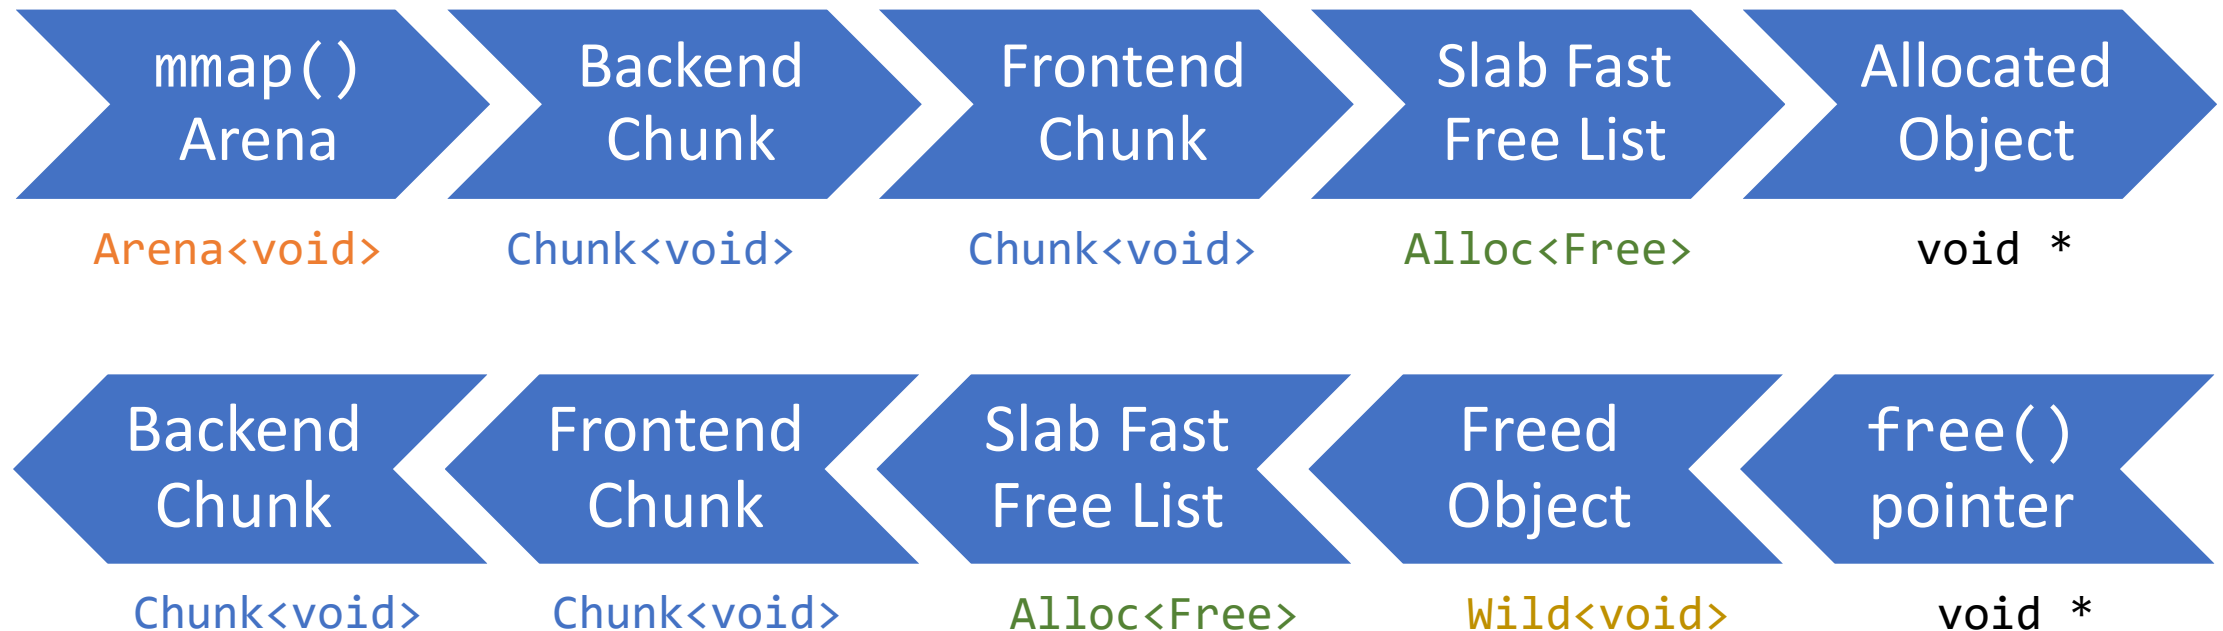 mmap()
Arena
Backend
Chunk
Frontend
Chunk
Slab Fast
Free List
Allocated
Object
Arena<void>
Chunk<void>
Chunk<void>
Alloc<Free>
void *
Backend
Chunk
Frontend
Chunk
Slab Fast
Free List
Freed
Object
free()
pointer
Chunk<void>
Chunk<void>
Alloc<Free>
Wild<void>
void *